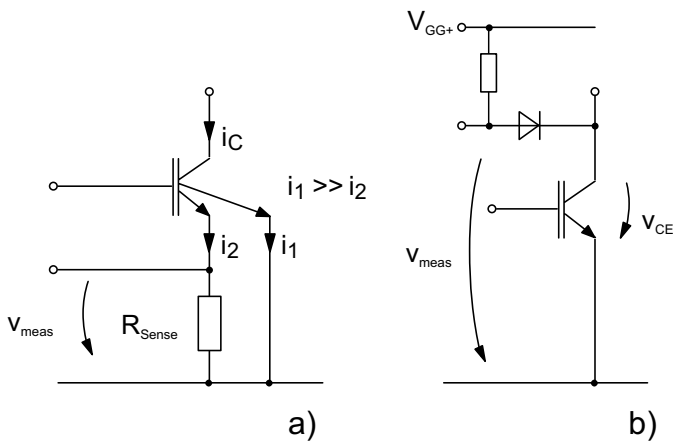 i_C
i_1 >> i_2
i_2
i_1
v_meas
R_Sense
a)
V_GG+
v_CE
v_meas
b)